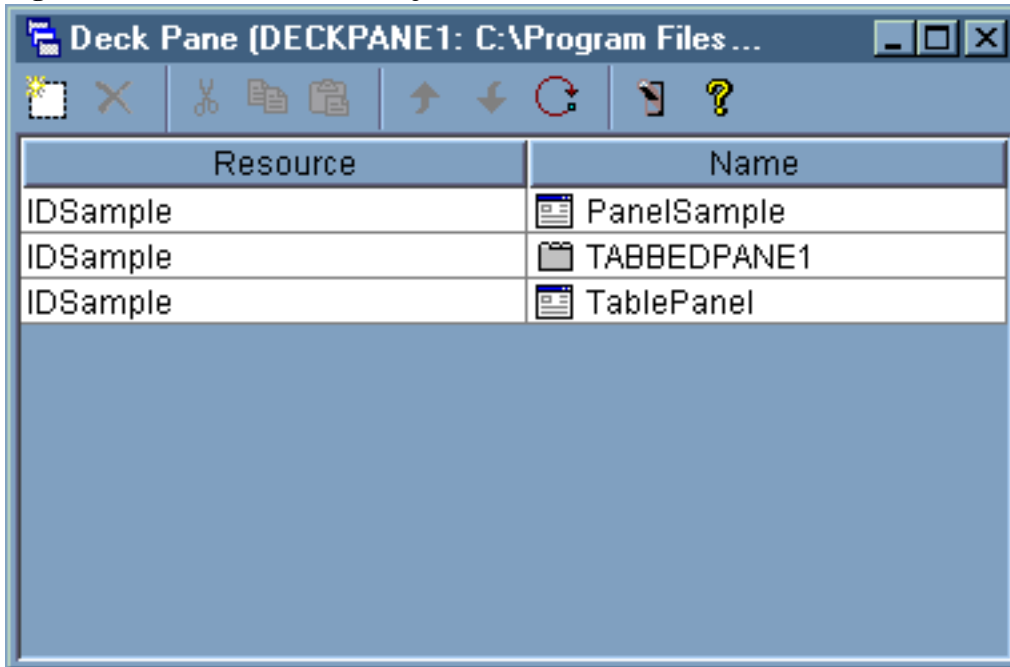 Deck Pane (DECKPANE1: C:\Program Files ...
Resource Name
IDSample PanelSample
IDSample TABBEDPANE1
IDSample TablePanel